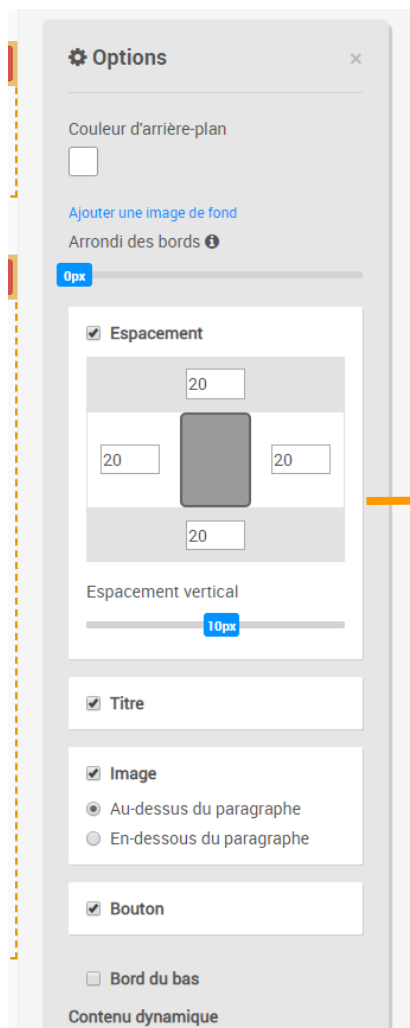 Options
×
Couleur d'arrière-plan
Ajouter une image de fond
Arrondi des bords
0px
Espacement
20
20 20
20
Espacement vertical
10px
Titre
Image
Au-dessus du paragraphe
En-dessous du paragraphe
Bouton
Bord du bas
Contenu dynamique